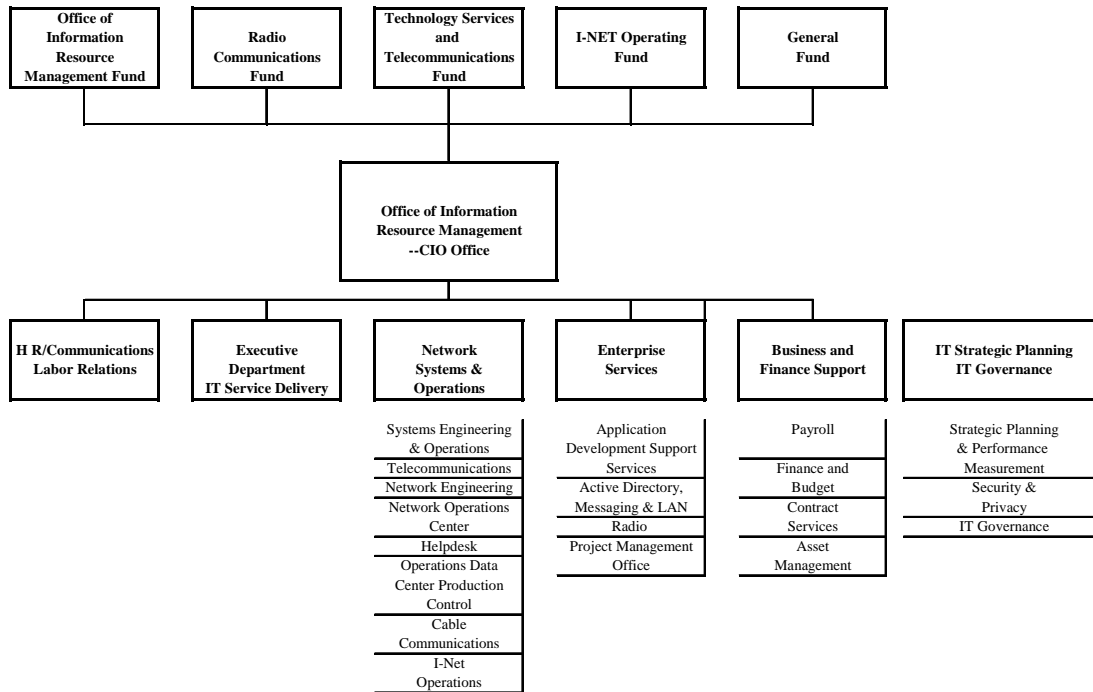 Office of
Information
Resource
Management Fund
Radio
Communications
Fund
Technology Services
and
Telecommunications
Fund
I-NET Operating
Fund
General
Fund
Office of Information
Resource Management
--CIO Office
H R/Communications
Labor Relations
Executive
Department
IT Service Delivery
Network
Systems &
Operations
Enterprise
Services
Business and
Finance Support
IT Strategic Planning
IT Governance
Systems Engineering
& Operations
Telecommunications
Network Engineering
Network Operations
Center
Helpdesk
Operations Data
Center Production
Control
Cable
Communications
I-Net
Operations
Application
Development Support
Services
Active Directory,
Messaging & LAN
Radio
Project Management
Office
Payroll
Finance and
Budget
Contract
Services
Asset
Management
Strategic Planning
& Performance
Measurement
Security &
Privacy
IT Governance